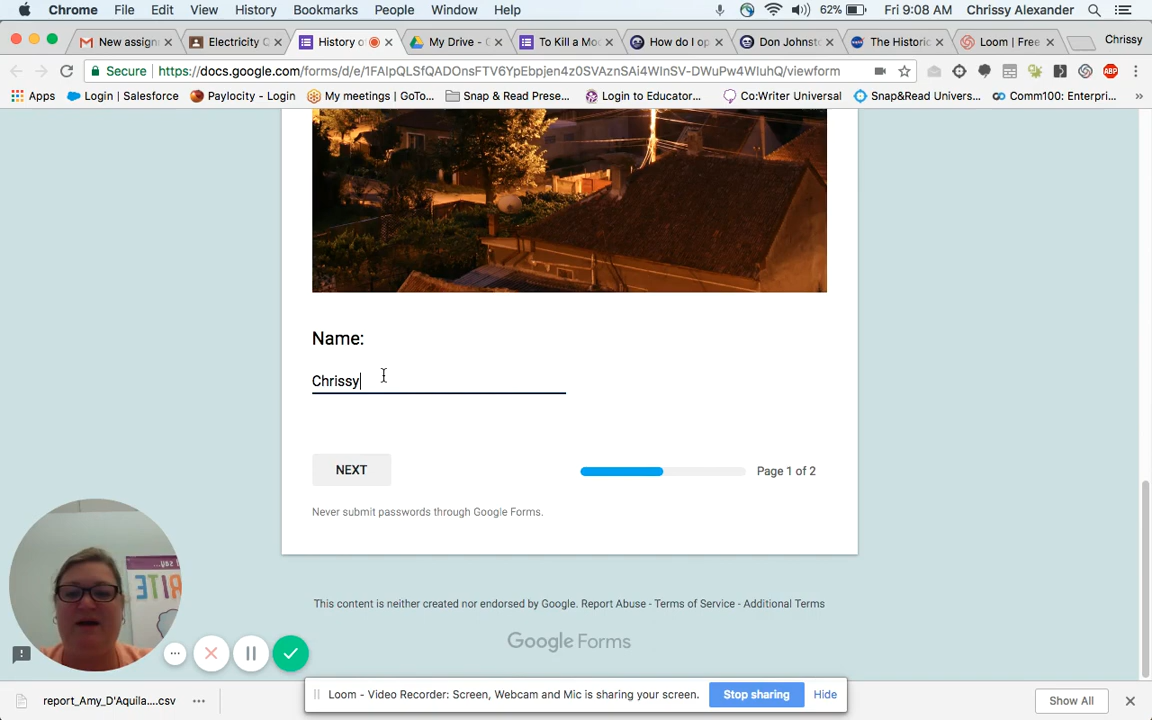 Chrome File Edit View History Bookmarks People Window Help 62% Fri 9:08 AM Chrissy Alexander
New assign Electricity Q History o My Drive - G To Kill a Mo How do I op Don Johnst The Historic Loom | Free Chrissy
Secure https://docs.google.com/forms/d/e/1FAIpQLSfQADOnsFTV6YpEbpjen4z0SVAznSAi4WInSV-DWuPw4WIuhQ/viewform ABP
Apps Login | Salesforce Paylocity - Login My meetings | GoTo... Snap & Read Prese... Login to Educator... Co:Writer Universal Snap&Read Univers... Comm100: Enterpri... »
Name:
Chrissy
NEXT Page 1 of 2
Never submit passwords through Google Forms.
This content is neither created nor endorsed by Google. Report Abuse - Terms of Service - Additional Terms
Google Forms
Loom - Video Recorder: Screen, Webcam and Mic is sharing your screen. Stop sharing Hide
report_Amy_D'Aquila....csv Show All